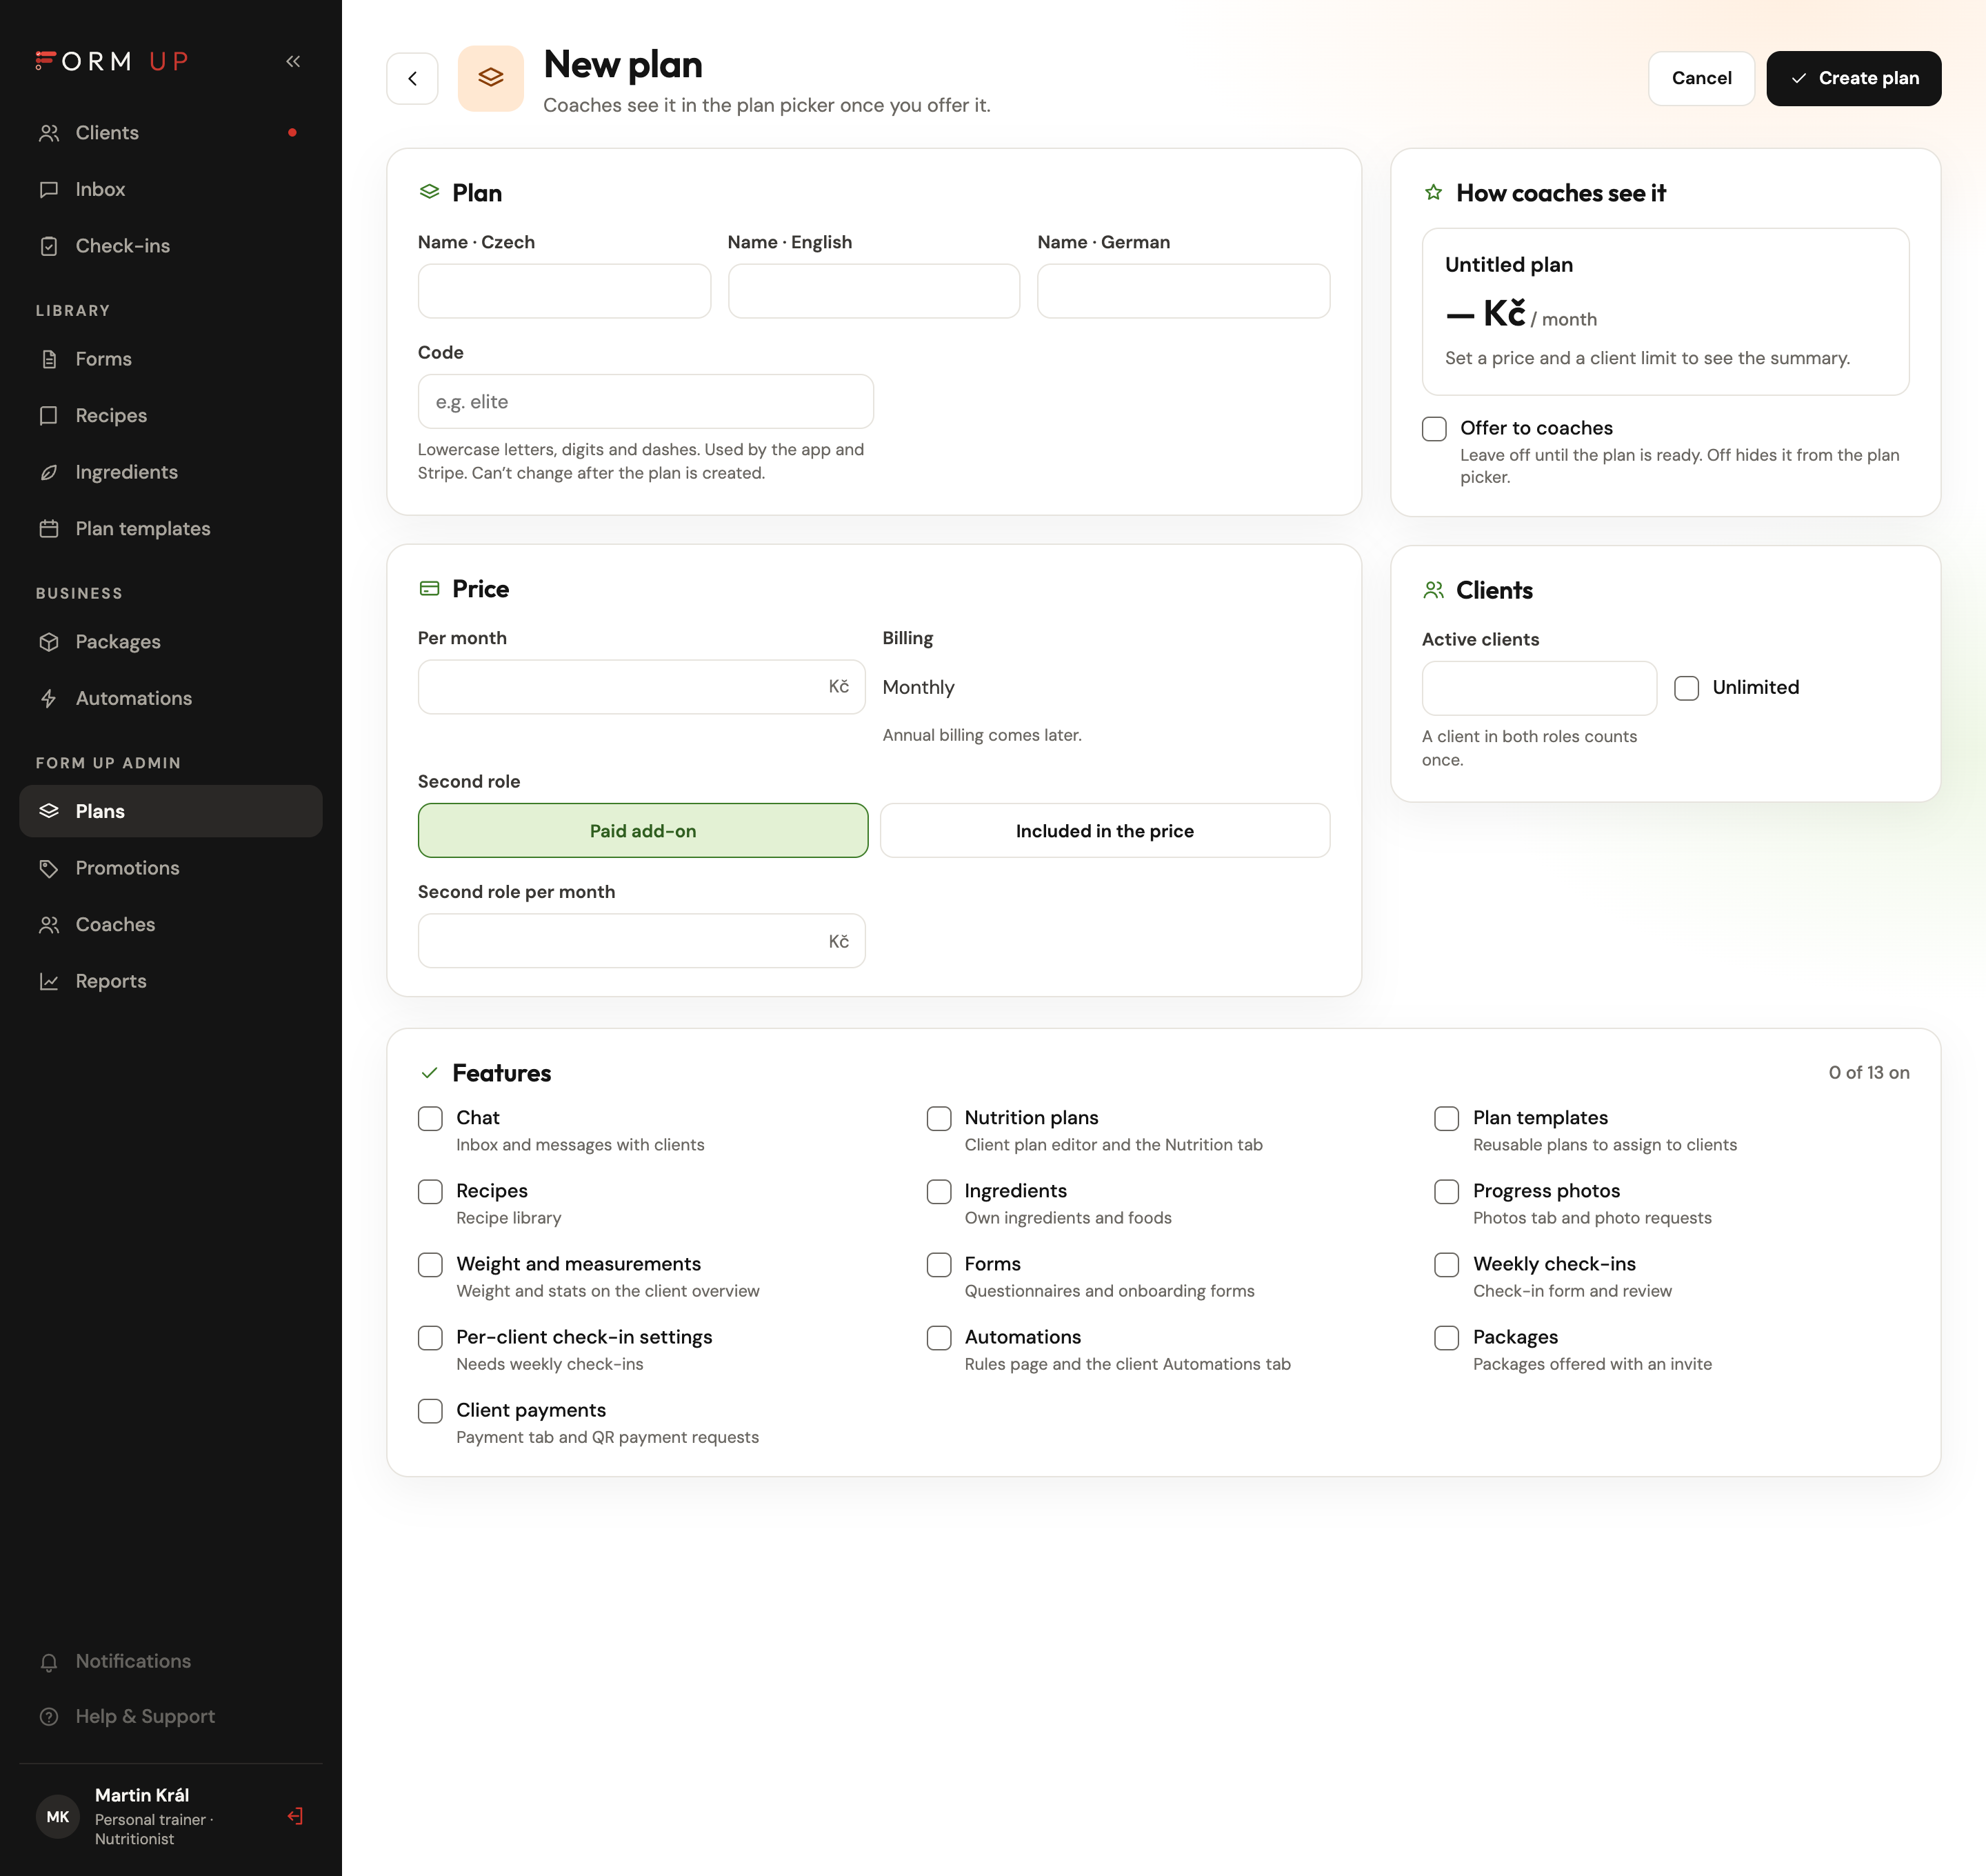 FORM UP
Clients
Inbox
Check-ins
LIBRARY
Forms
Recipes
Ingredients
Plan templates
BUSINESS
Packages
Automations
FORM UP ADMIN
Plans
Promotions
Coaches
Reports
Notifications
Help & Support
MK
Martin Král
Personal trainer ·
Nutritionist
New plan
Coaches see it in the plan picker once you offer it.
Cancel
Create plan
Plan
Name · Czech
Name · English
Name · German
Code
e.g. elite
Lowercase letters, digits and dashes. Used by the app and
Stripe. Can’t change after the plan is created.
How coaches see it
Untitled plan
— Kč / month
Set a price and a client limit to see the summary.
Offer to coaches
Leave off until the plan is ready. Off hides it from the plan
picker.
Price
Per month
Kč
Billing
Monthly
Annual billing comes later.
Second role
Paid add-on
Included in the price
Second role per month
Kč
Clients
Active clients
Unlimited
A client in both roles counts
once.
Features
0 of 13 on
Chat
Inbox and messages with clients
Nutrition plans
Client plan editor and the Nutrition tab
Plan templates
Reusable plans to assign to clients
Recipes
Recipe library
Ingredients
Own ingredients and foods
Progress photos
Photos tab and photo requests
Weight and measurements
Weight and stats on the client overview
Forms
Questionnaires and onboarding forms
Weekly check-ins
Check-in form and review
Per-client check-in settings
Needs weekly check-ins
Automations
Rules page and the client Automations tab
Packages
Packages offered with an invite
Client payments
Payment tab and QR payment requests